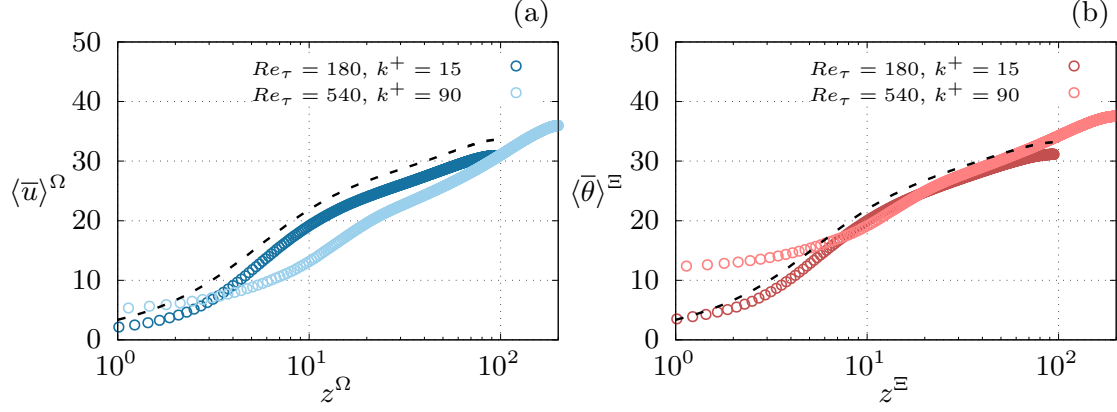 (a)
50
40
30
20
10
0
⟨u̅⟩^Ω
Re_τ = 180, k^+ = 15
Re_τ = 540, k^+ = 90
10^0
10^1
10^2
z^Ω
(b)
50
40
30
20
10
0
⟨θ̅⟩^Ξ
Re_τ = 180, k^+ = 15
Re_τ = 540, k^+ = 90
10^0
10^1
10^2
z^Ξ